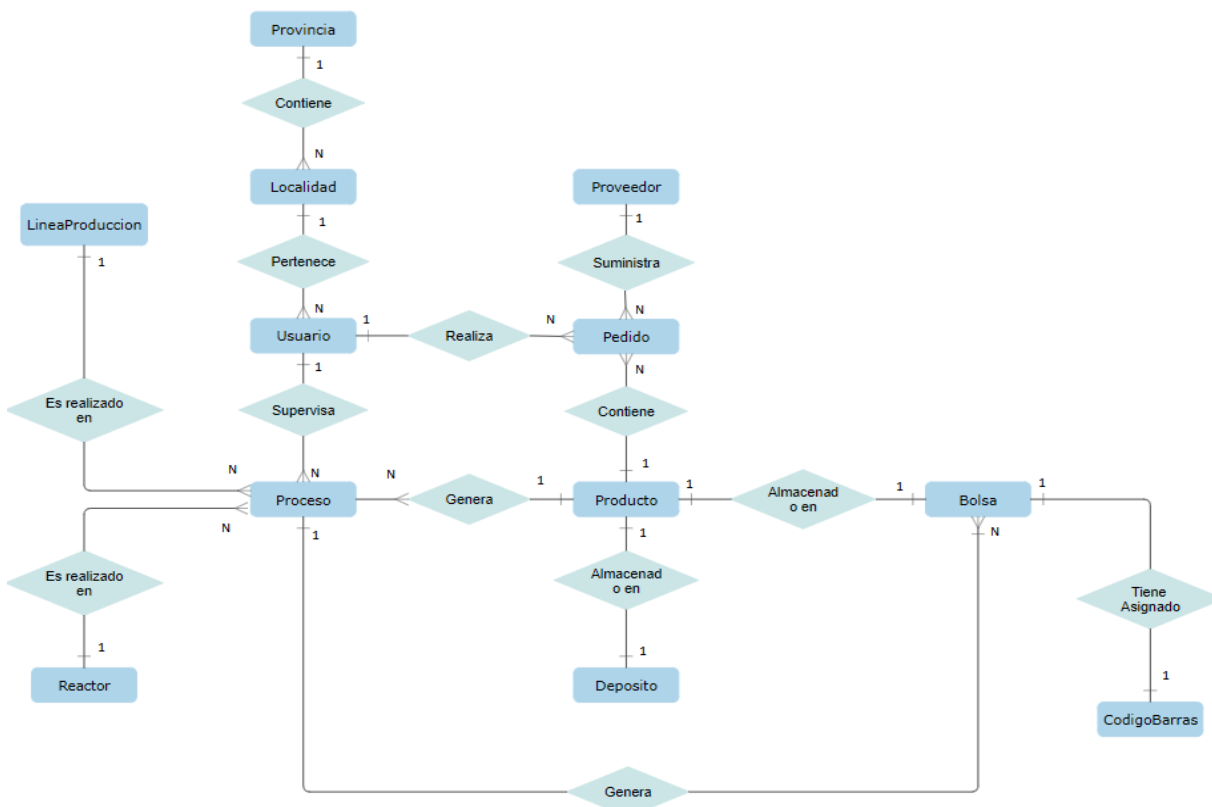 Provincia
1
Contiene
N
Localidad
Proveedor
LineaProduccion
1
1
1
Pertenece
Suministra
N
N
Usuario
1
Realiza
N
Pedido
1
N
Es realizado
en
Supervisa
Contiene
N
N
N
1
1
Proceso
Genera
Producto
1
Almacenad
o en
1
Bolsa
1
N
1
1
N
Es realizado
en
Almacenad
o en
Tiene
Asignado
1
1
1
Reactor
Deposito
CodigoBarras
Genera